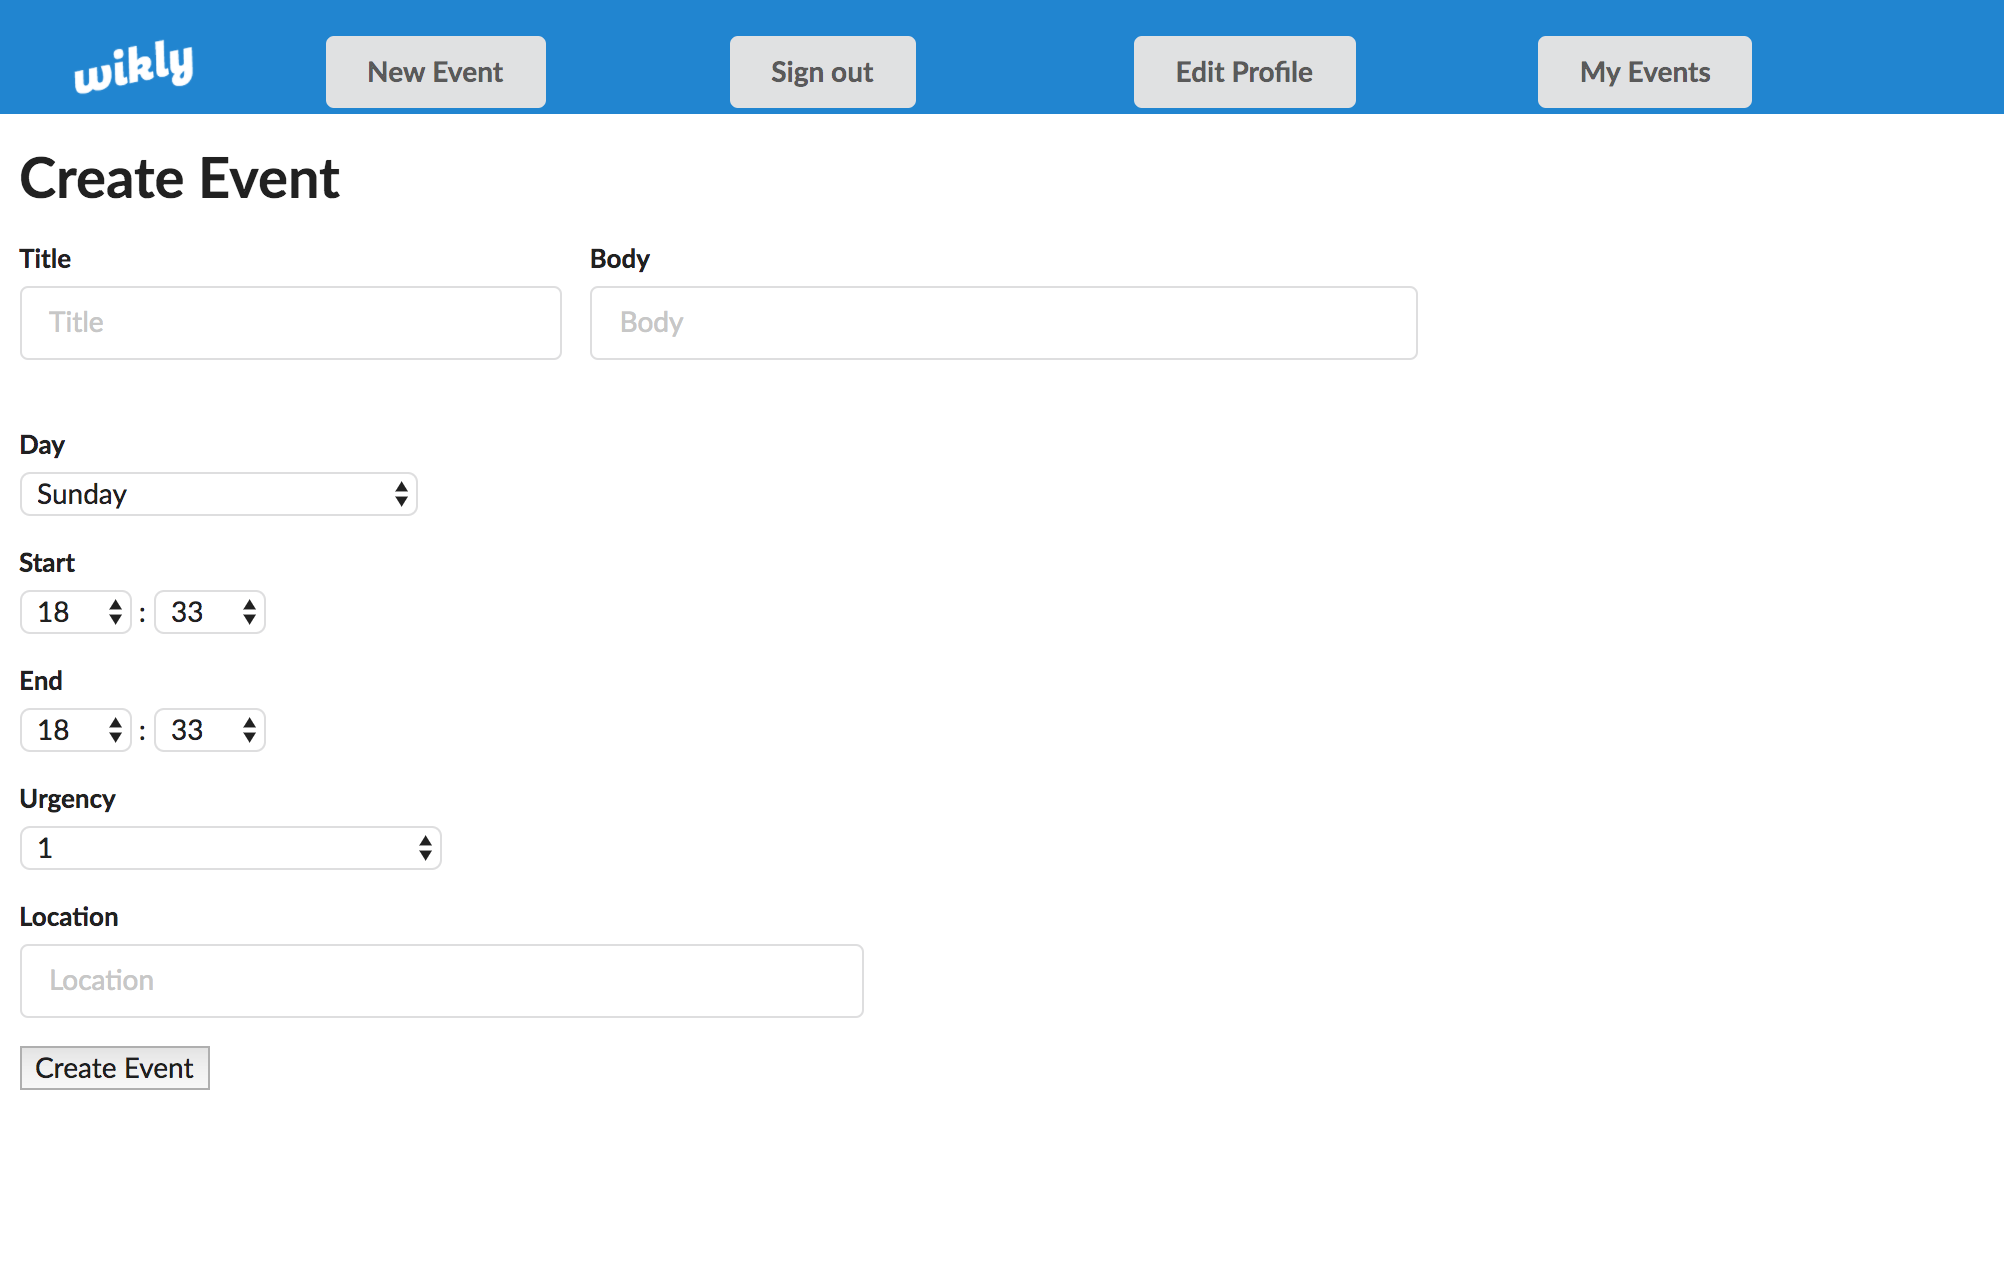 wikly
New Event
Sign out
Edit Profile
My Events
Create Event
Title
Body
Title
Body
Day
Sunday
Start
18 : 33
End
18 : 33
Urgency
1
Location
Location
Create Event